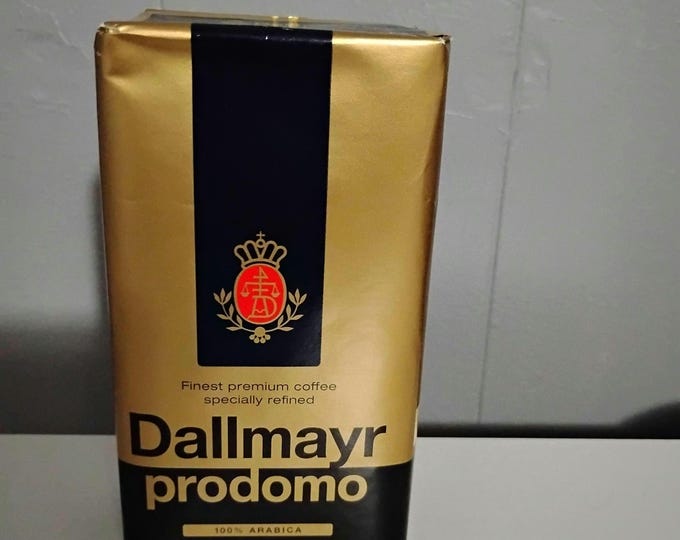 Finest premium coffee
specially refined
Dallmayr
prodomo
100% ARABICA